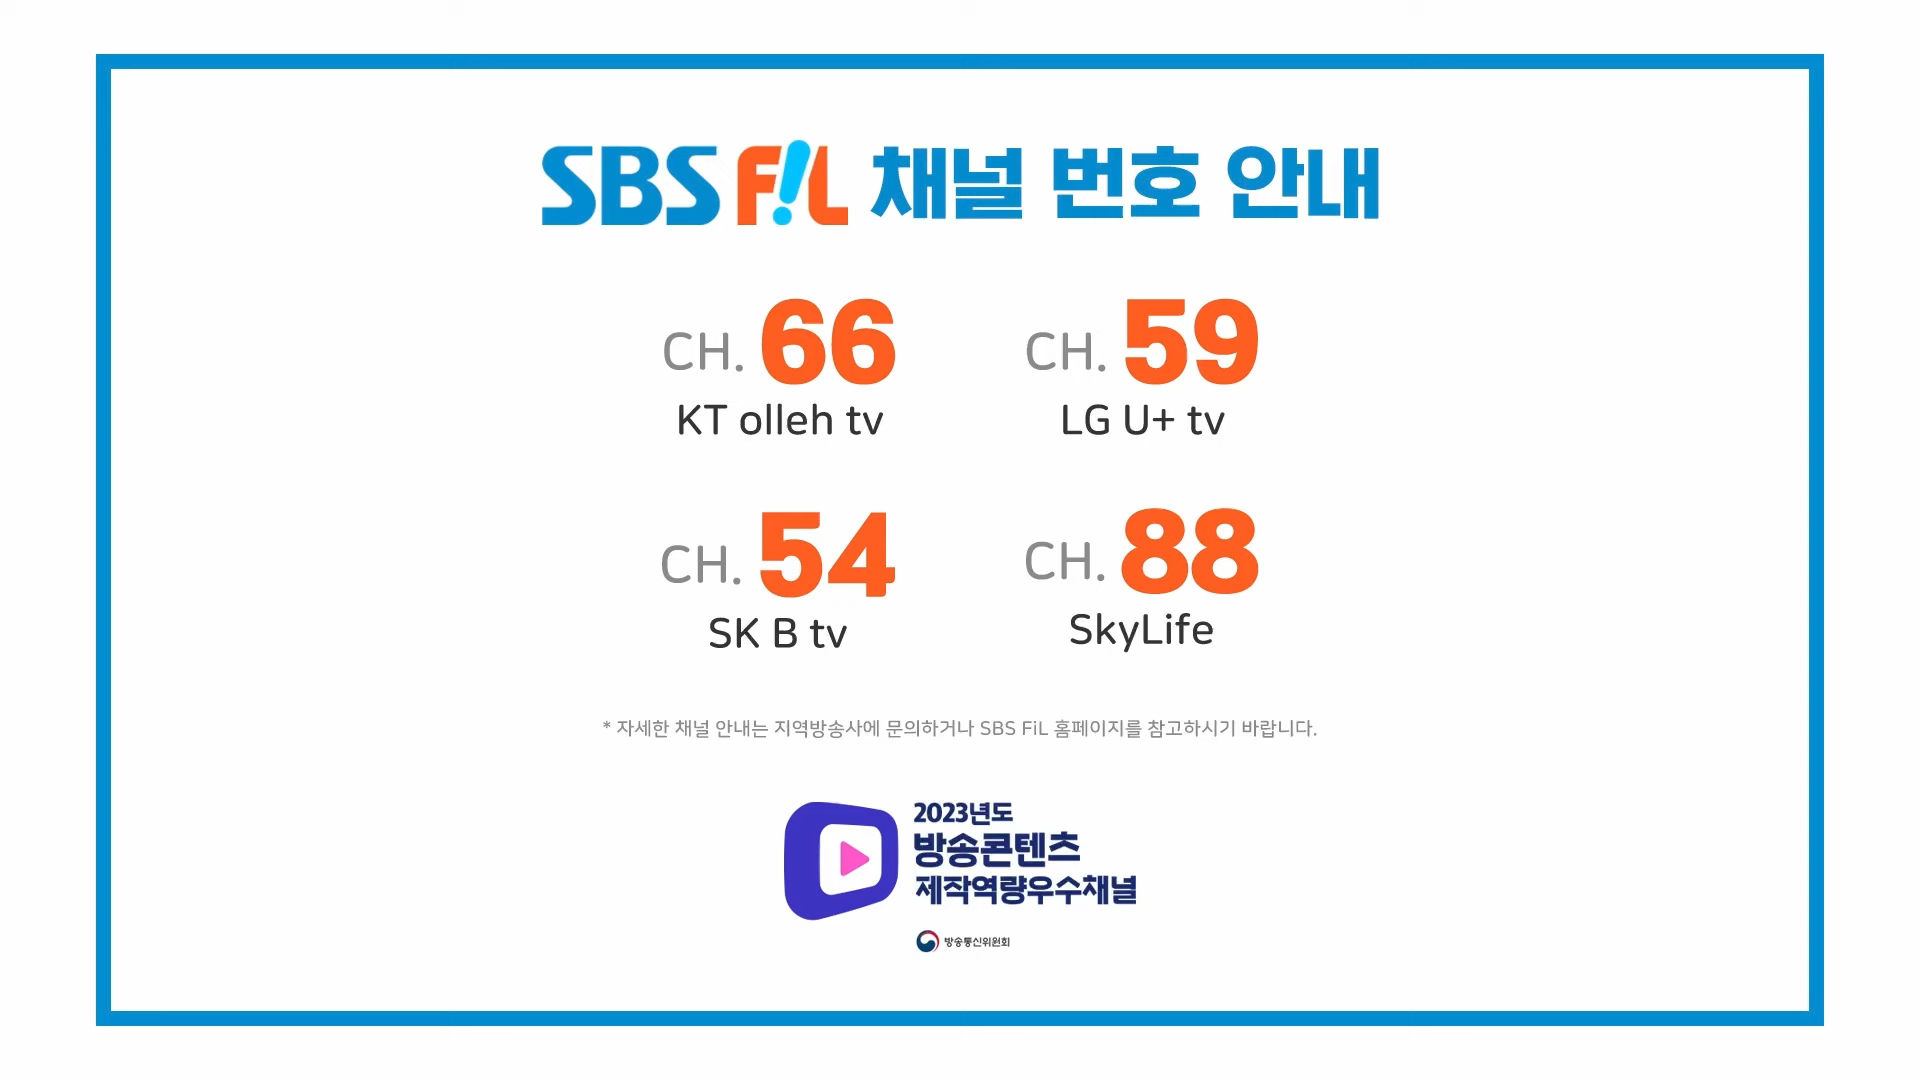 SBS FiL 채널 번호 안내
CH. 66
KT olleh tv
CH. 59
LG U+ tv
CH. 54
SK B tv
CH. 88
SkyLife
* 자세한 채널 안내는 지역방송사에 문의하거나 SBS FiL 홈페이지를 참고하시기 바랍니다.
2023년도
방송콘텐츠
제작역량우수채널
방송통신위원회